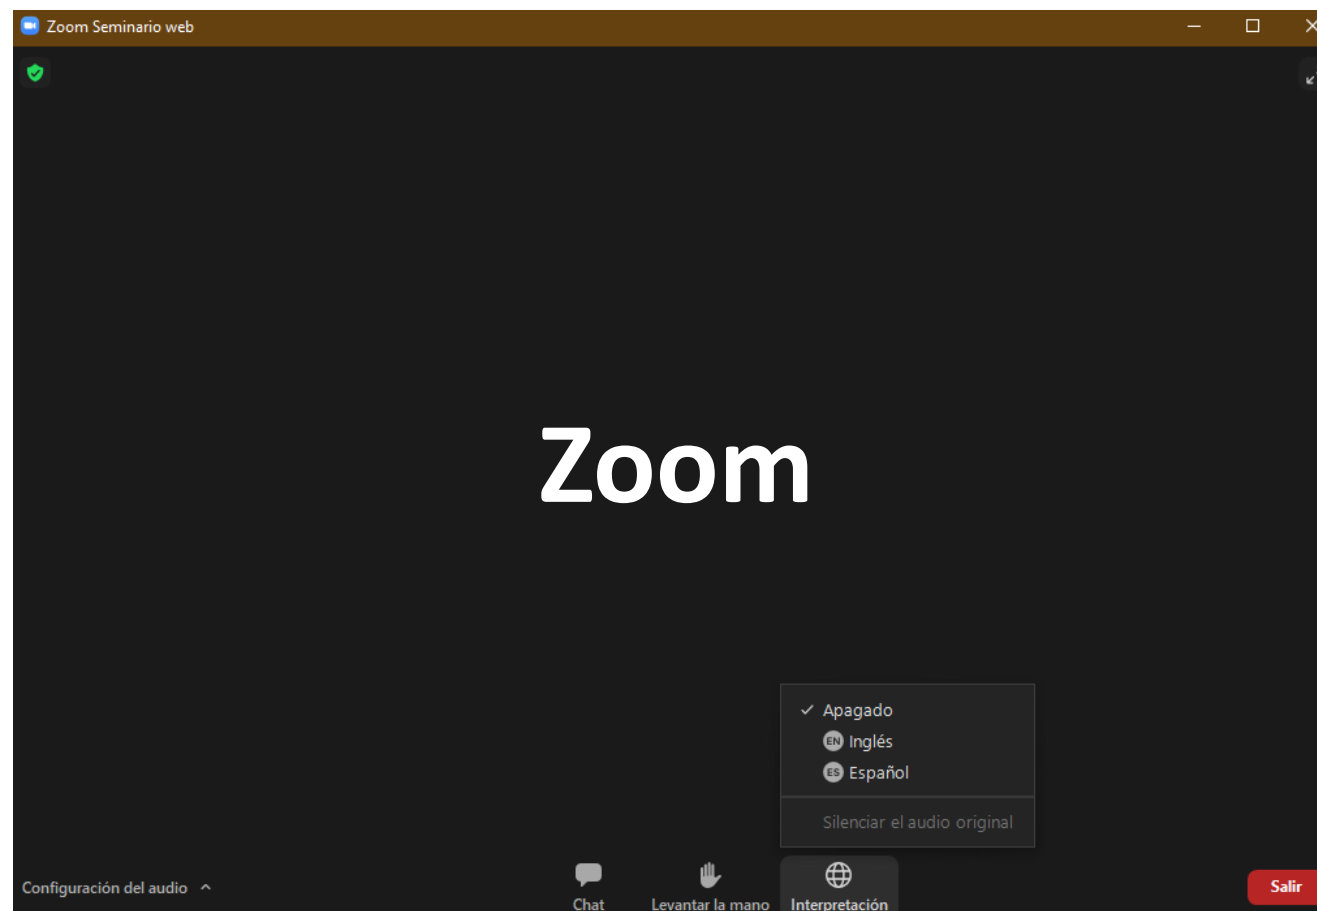 Zoom Seminario web
Zoom
Apagado
EN Inglés
ES Español
Silenciar el audio original
Configuración del audio
Chat
Levantar la mano
Interpretación
Salir